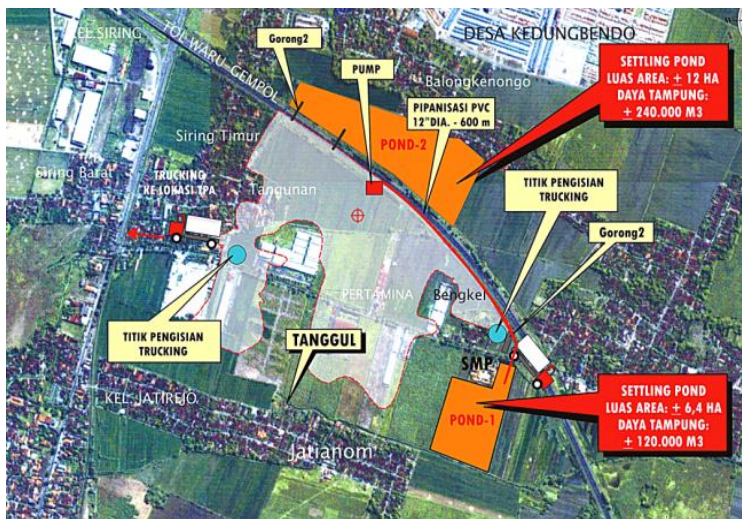 KEL.SIRING
TOL WARU-GEMPOL
Gorong2
DESA KEDUNGBENDO
PUMP
Balongkenongo
PIPANISASI PVC
12"DIA. - 600 m
SETTLING POND
LUAS AREA: ± 12 HA
DAYA TAMPUNG:
± 240.000 M3
Siring Timur
POND-2
Siring Barat
TRUCKING
KE LOKASI TPA
Tangunan
TITIK PENGISIAN
TRUCKING
Gorong2
PERTAMINA
Bengkel
TITIK PENGISIAN
TRUCKING
TANGGUL
SMP
KEL. JATIREJO
POND-1
SETTLING POND
LUAS AREA: ± 6,4 HA
DAYA TAMPUNG:
± 120.000 M3
Jatianom